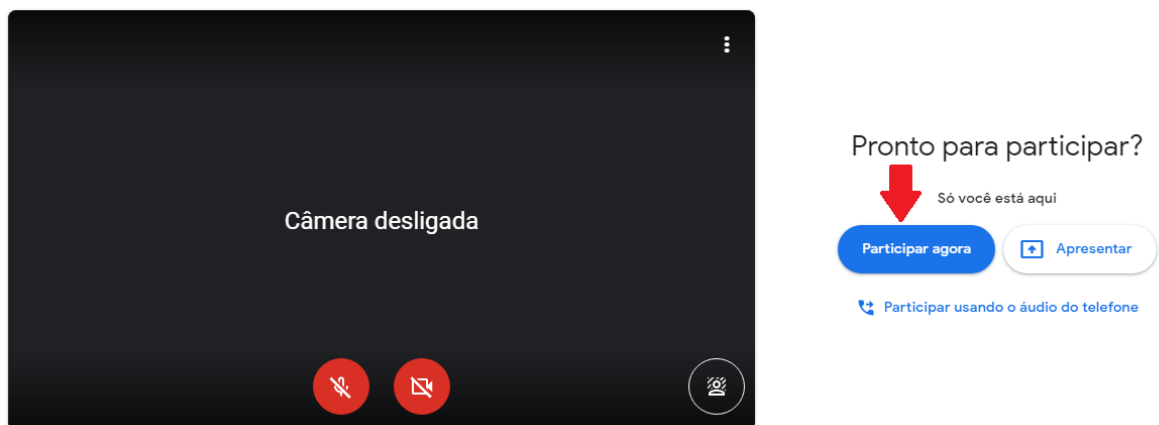 Câmera desligada
Pronto para participar?
Só você está aqui
Participar agora
Apresentar
Participar usando o áudio do telefone